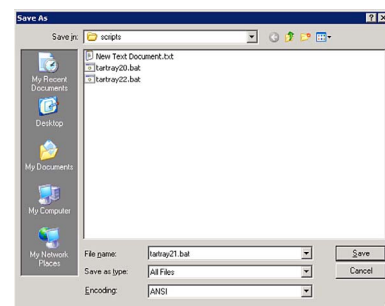 Save As
Save in:
scripts
New Text Document.txt
tartray20.bat
tartray22.bat
My Recent
Documents
Desktop
My Documents
My Computer
My Network
Places
File name:
tartray21.bat
Save
Save as type:
All Files
Cancel
Encoding:
ANSI